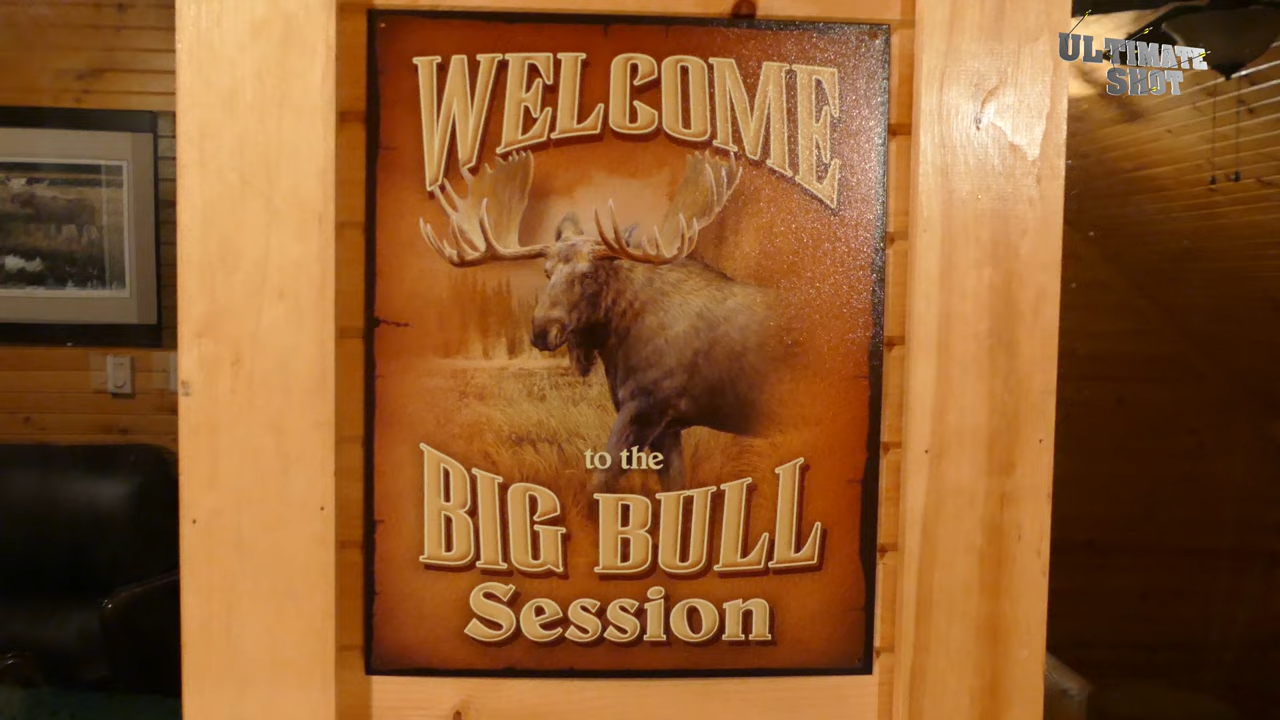 ULTIMATE
SHOT
WELCOME
to the
BIG BULL
Session